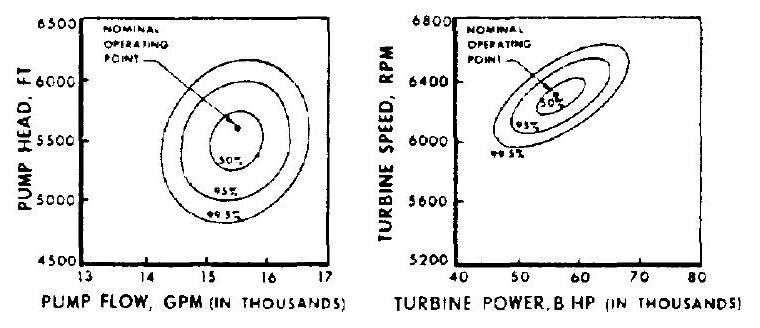 6500
6000
5500
5000
4500
PUMP HEAD, FT
NOMINAL
OPERATING
POINT
50%
95%
99.5%
13 14 15 16 17
PUMP FLOW, GPM (IN THOUSANDS)
6800
6400
6000
5600
5200
TURBINE SPEED, RPM
NOMINAL
OPERATING
POINT
50%
95%
99.5%
40 50 60 70 80
TURBINE POWER, B HP (IN THOUSANDS)